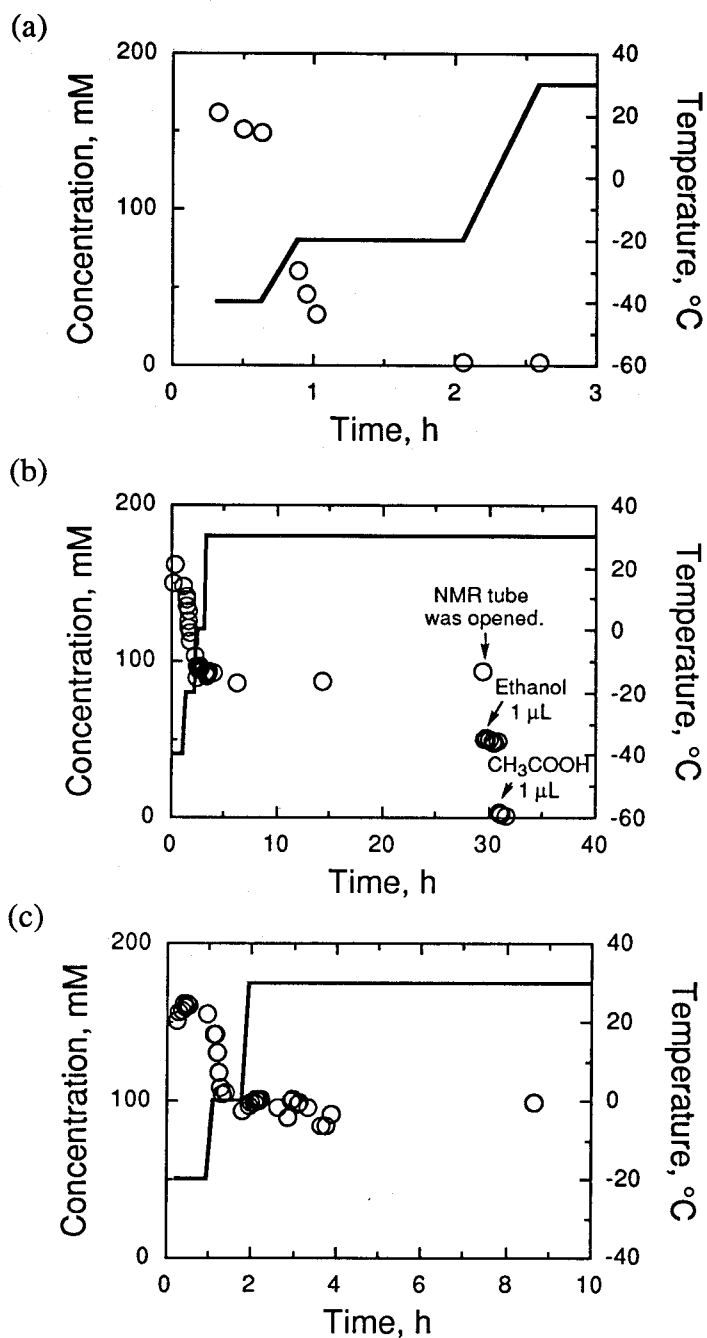 (a)
200
100
0
Concentration, mM
40
20
0
-20
-40
-60
Temperature, °C
0
1
2
3
Time, h
(b)
200
100
0
Concentration, mM
40
20
0
-20
-40
-60
Temperature, °C
NMR tube
was opened.
Ethanol
1 μL
CH₃COOH
1 μL
0
10
20
30
40
Time, h
(c)
200
100
0
Concentration, mM
40
20
0
-20
-40
Temperature, °C
0
2
4
6
8
10
Time, h